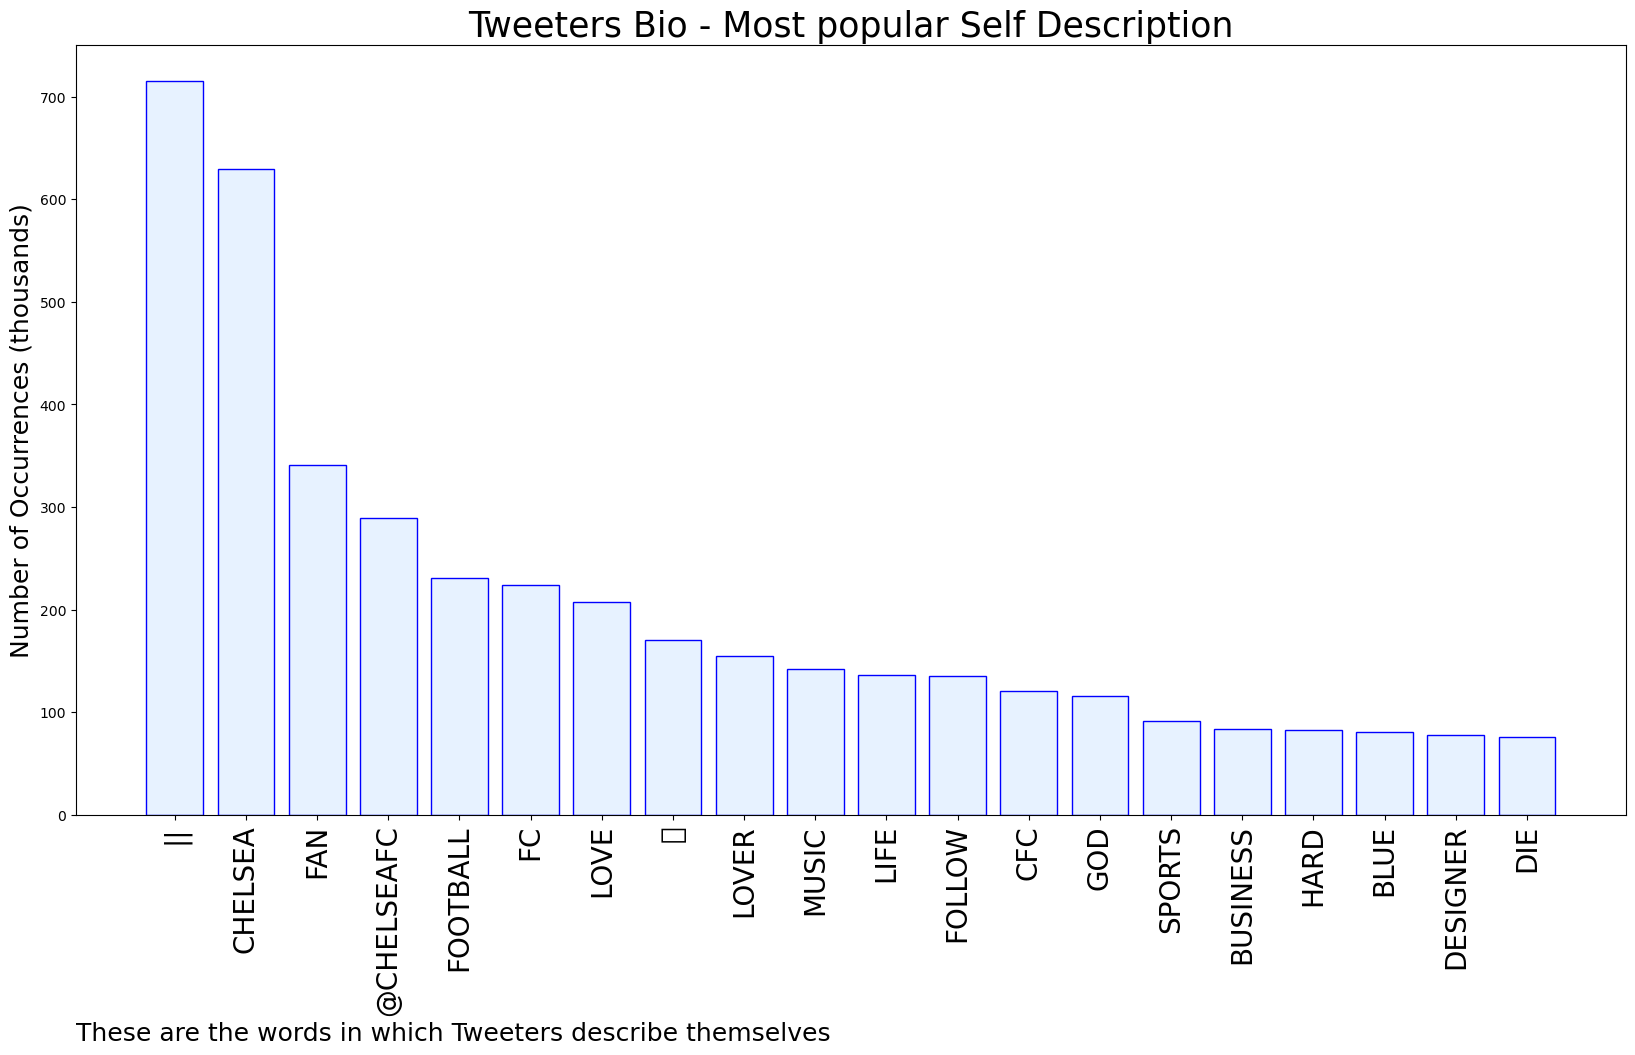 Tweeters Bio - Most popular Self Description
Number of Occurrences (thousands)
700
600
500
400
300
200
100
0
||
CHELSEA
FAN
@CHELSEAFC
FOOTBALL
FC
LOVE
LOVER
MUSIC
LIFE
FOLLOW
CFC
GOD
SPORTS
BUSINESS
HARD
BLUE
DESIGNER
DIE
These are the words in which Tweeters describe themselves